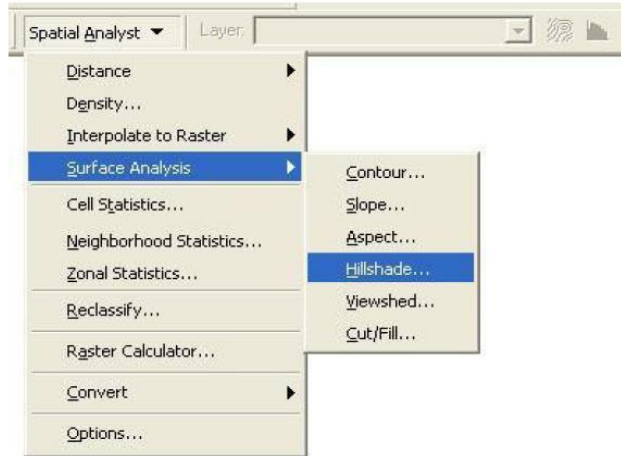 Spatial Analyst Layer:
Distance
Density...
Interpolate to Raster
Surface Analysis
Cell Statistics...
Neighborhood Statistics...
Zonal Statistics...
Reclassify...
Raster Calculator...
Convert
Options...
Contour...
Slope...
Aspect...
Hillshade...
Viewshed...
Cut/Fill...